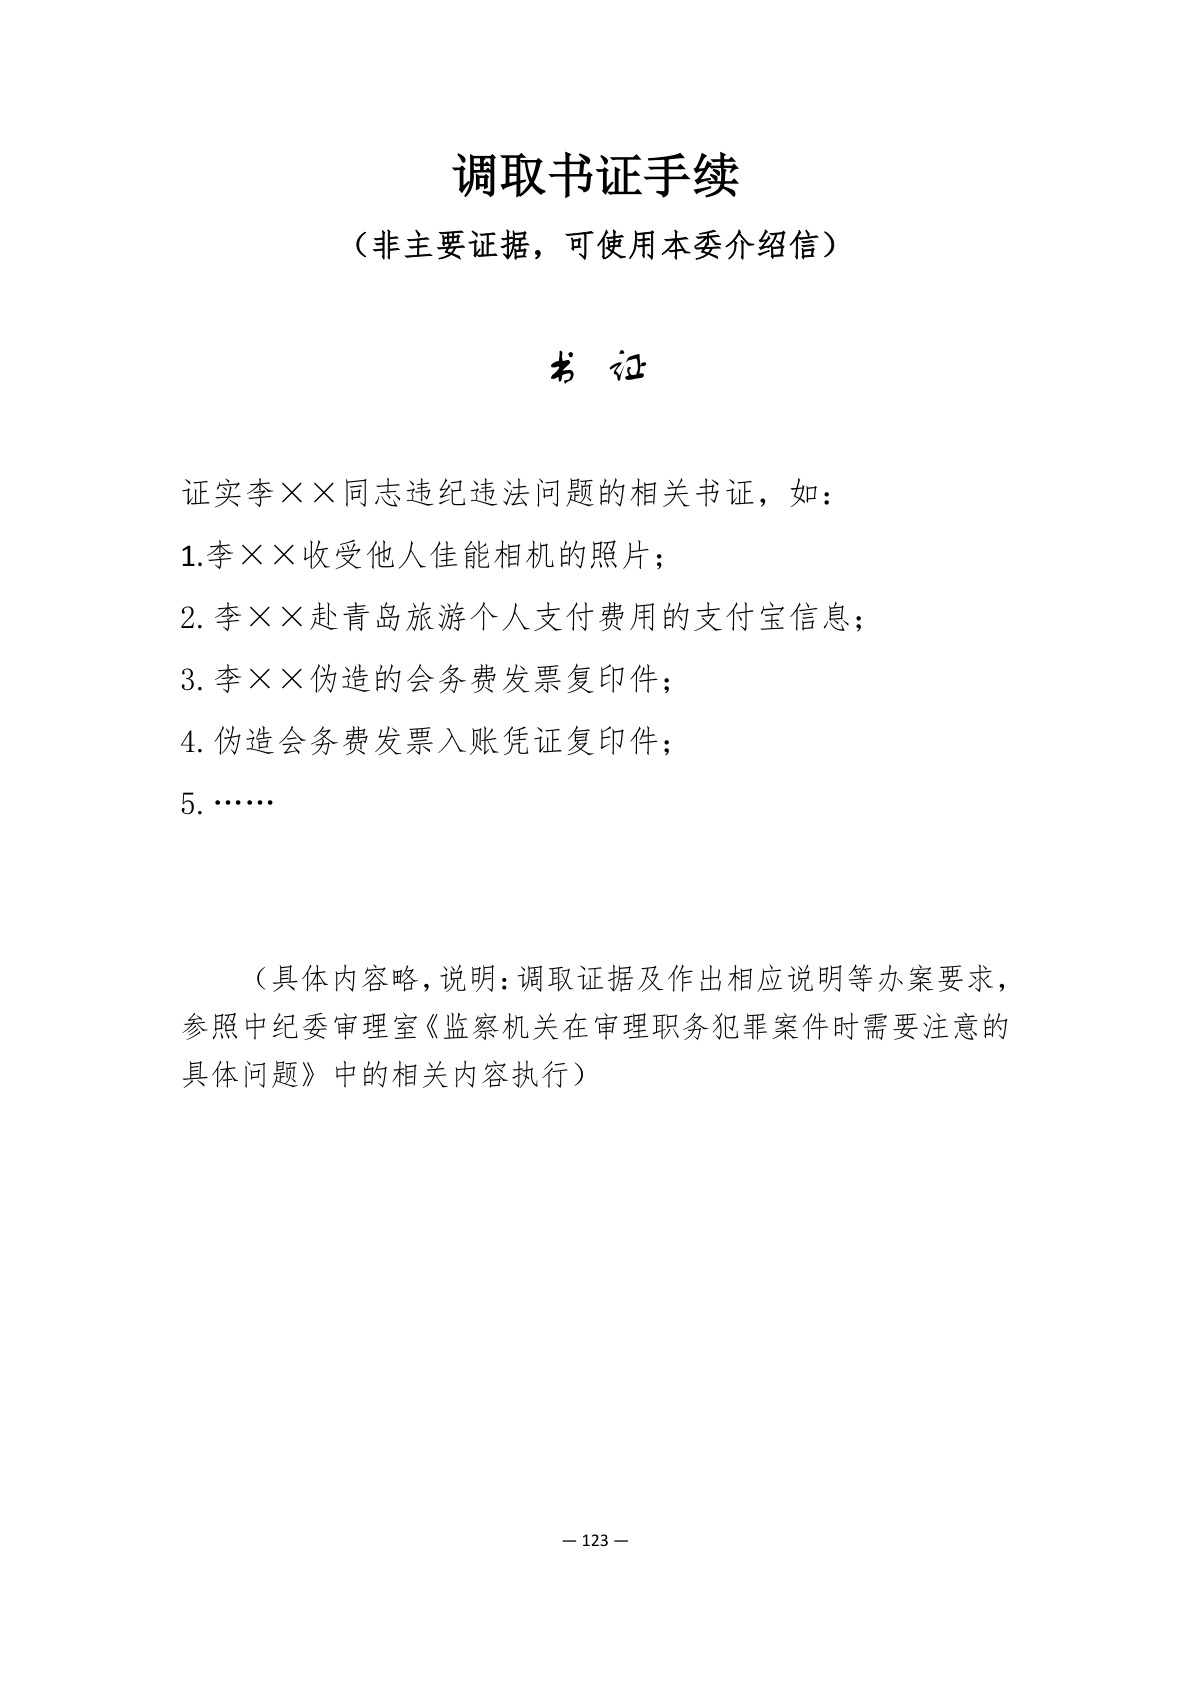 调取书证手续
（非主要证据，可使用本委介绍信）
书 证
证实李××同志违纪违法问题的相关书证，如：
1.李××收受他人佳能相机的照片；
2. 李××赴青岛旅游个人支付费用的支付宝信息；
3. 李××伪造的会务费发票复印件；
4. 伪造会务费发票入账凭证复印件；
5. ……
（具体内容略，说明：调取证据及作出相应说明等办案要求，
参照中纪委审理室《监察机关在审理职务犯罪案件时需要注意的
具体问题》中的相关内容执行）
— 123 —